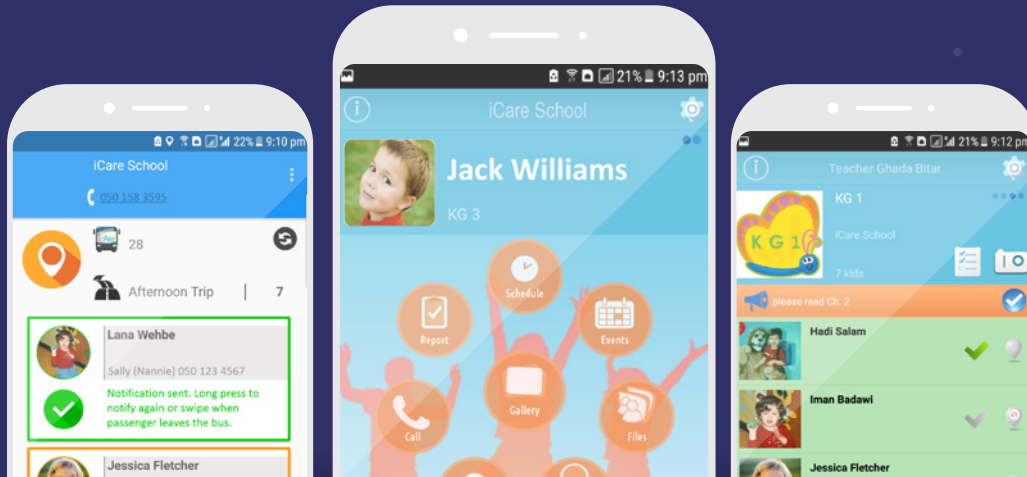 22% 9:10 pm
iCare School
050 158 3595
28
Afternoon Trip | 7
Lana Wehbe
Sally (Nannie) 050 123 4567
Notification sent. Long press to
notify again or swipe when
passenger leaves the bus.
Jessica Fletcher
21% 9:13 pm
iCare School
Jack Williams
KG 3
Schedule
Report
Events
Gallery
Call
Files
21% 9:12 pm
Teacher Ghada Bitar
KG 1
KG1
iCare School
7 kids
please read Ch. 2
Hadi Salam
Iman Badawi
Jessica Fletcher